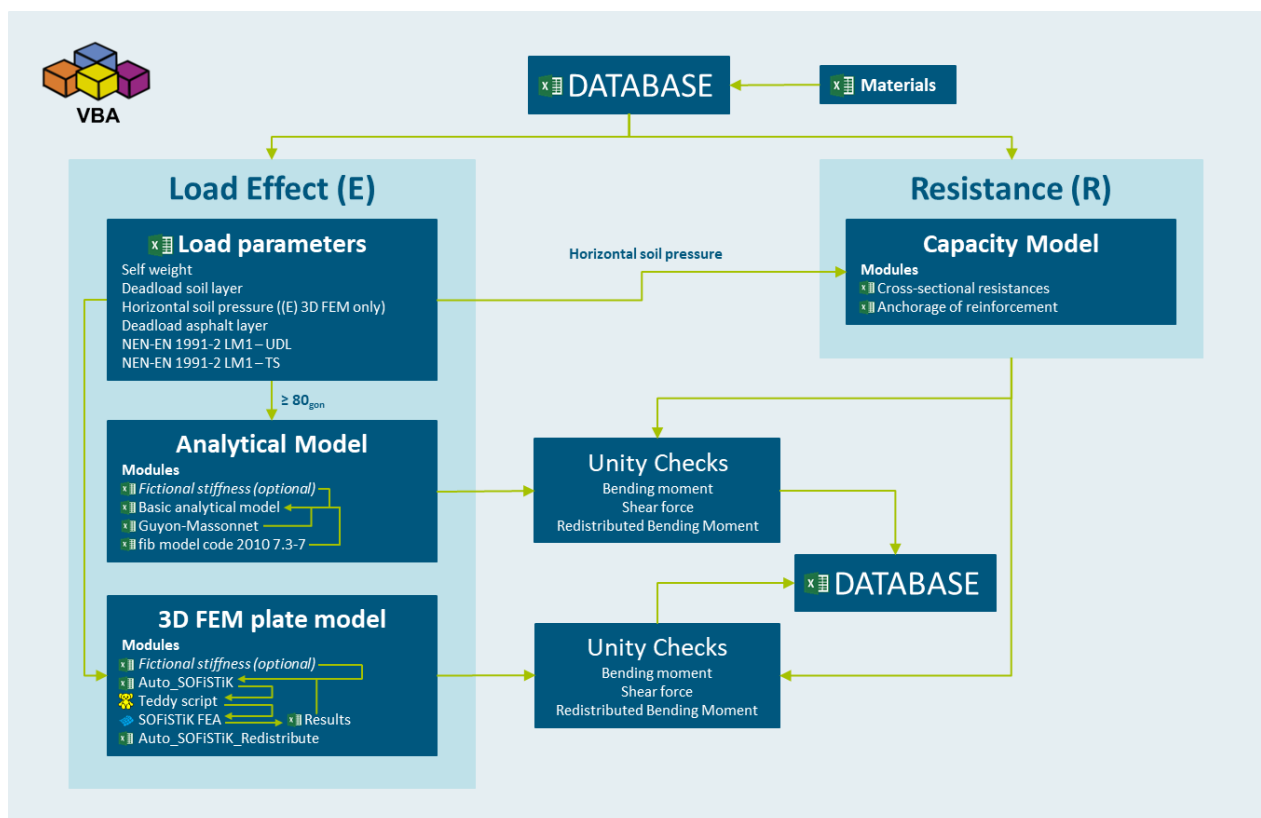 VBA
DATABASE
Materials
Load Effect (E)
Load parameters
Self weight
Deadload soil layer
Horizontal soil pressure ((E) 3D FEM only)
Deadload asphalt layer
NEN-EN 1991-2 LM1 – UDL
NEN-EN 1991-2 LM1 – TS
≥ 80gon
Analytical Model
Modules
Fictional stiffness (optional)
Basic analytical model
Guyon-Massonnet
fib model code 2010 7.3-7
3D FEM plate model
Modules
Fictional stiffness (optional)
Auto_SOFiSTiK
Teddy script
SOFiSTiK FEA
Results
Auto_SOFiSTiK_Redistribute
Horizontal soil pressure
Resistance (R)
Capacity Model
Modules
Cross-sectional resistances
Anchorage of reinforcement
Unity Checks
Bending moment
Shear force
Redistributed Bending Moment
DATABASE
Unity Checks
Bending moment
Shear force
Redistributed Bending Moment